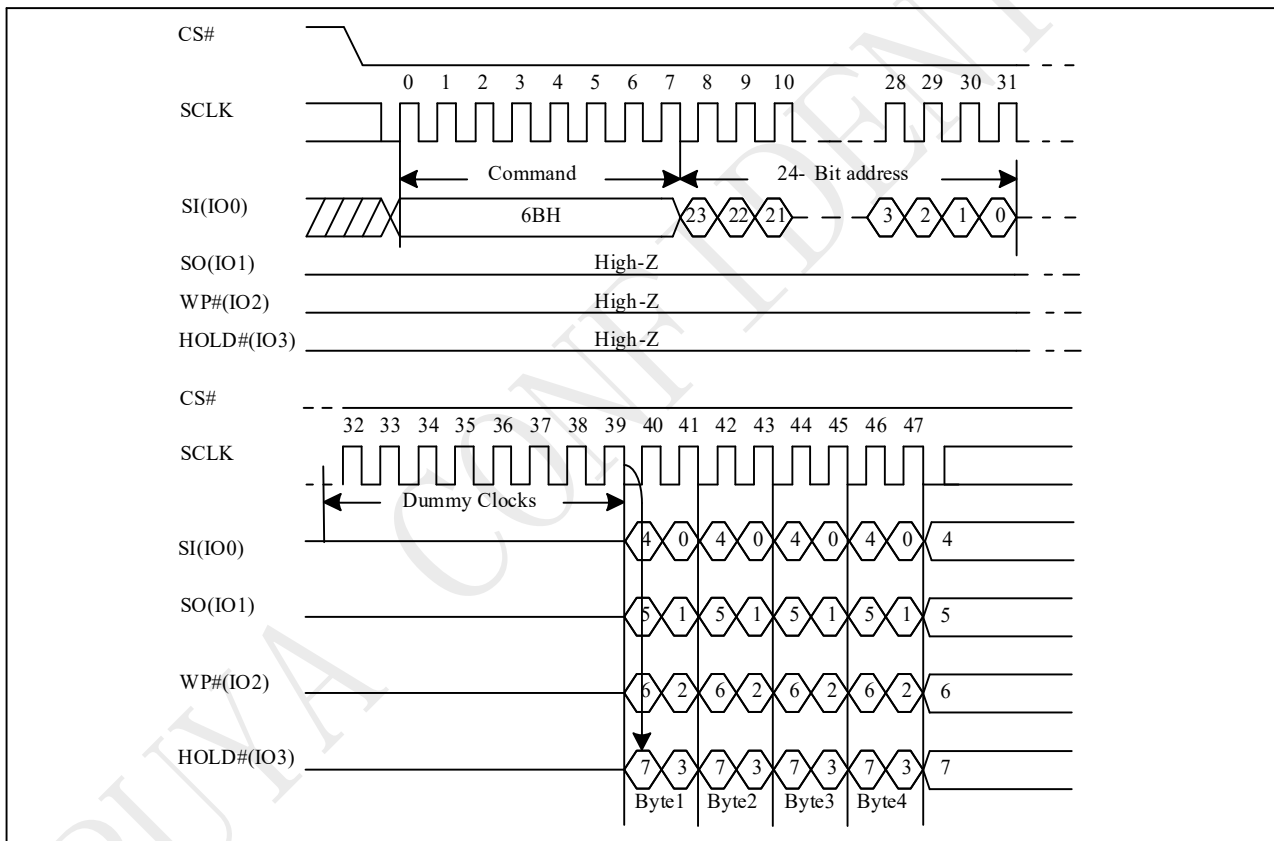 CS#
0 1 2 3 4 5 6 7 8 9 10 28 29 30 31
SCLK
Command 24- Bit address
SI(IO0) 6BH 23 22 21 3 2 1 0
SO(IO1) High-Z
WP#(IO2) High-Z
HOLD#(IO3) High-Z
CS#
32 33 34 35 36 37 38 39 40 41 42 43 44 45 46 47
SCLK
Dummy Clocks
SI(IO0) 4 0 4 0 4 0 4 0 4
SO(IO1) 5 1 5 1 5 1 5 1 5
WP#(IO2) 6 2 6 2 6 2 6 2 6
HOLD#(IO3) 7 3 7 3 7 3 7 3 7
Byte1 Byte2 Byte3 Byte4
PUYA CONFIDENT